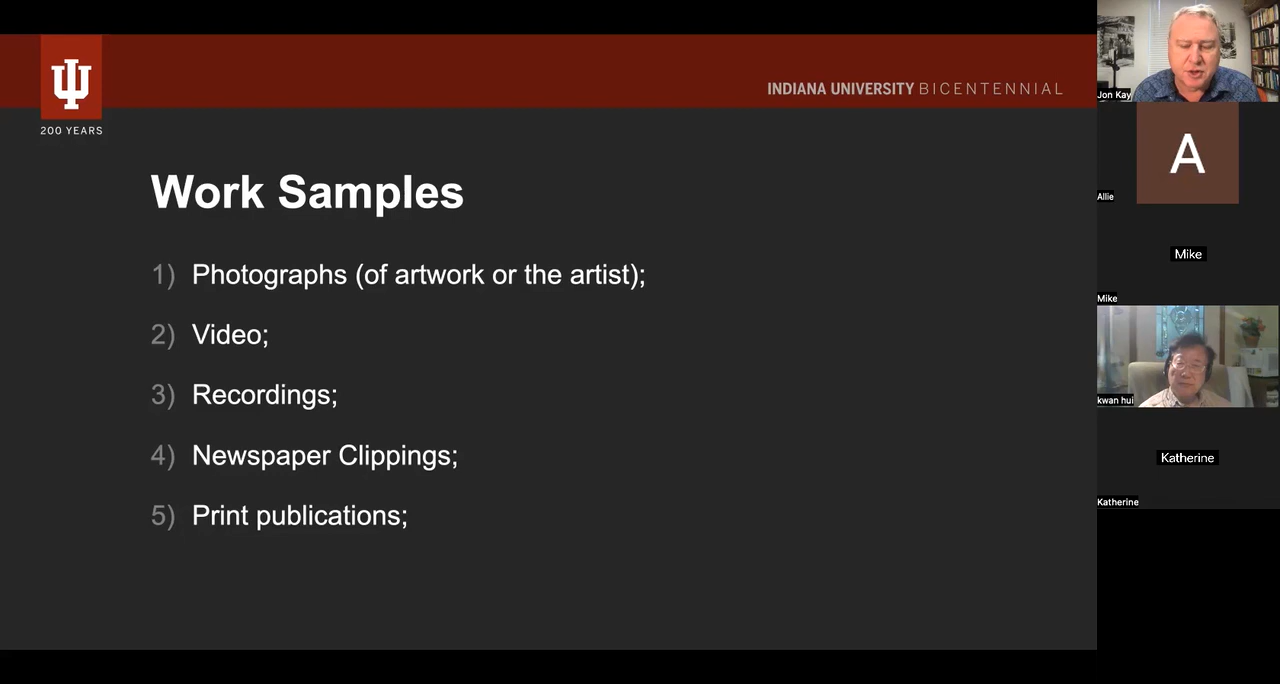 INDIANA UNIVERSITY BICENTENNIAL
200 YEARS
Work Samples
1) Photographs (of artwork or the artist);
2) Video;
3) Recordings;
4) Newspaper Clippings;
5) Print publications;
Jon Kay
A
Allie
Mike
Mike
kwan hui
Katherine
Katherine